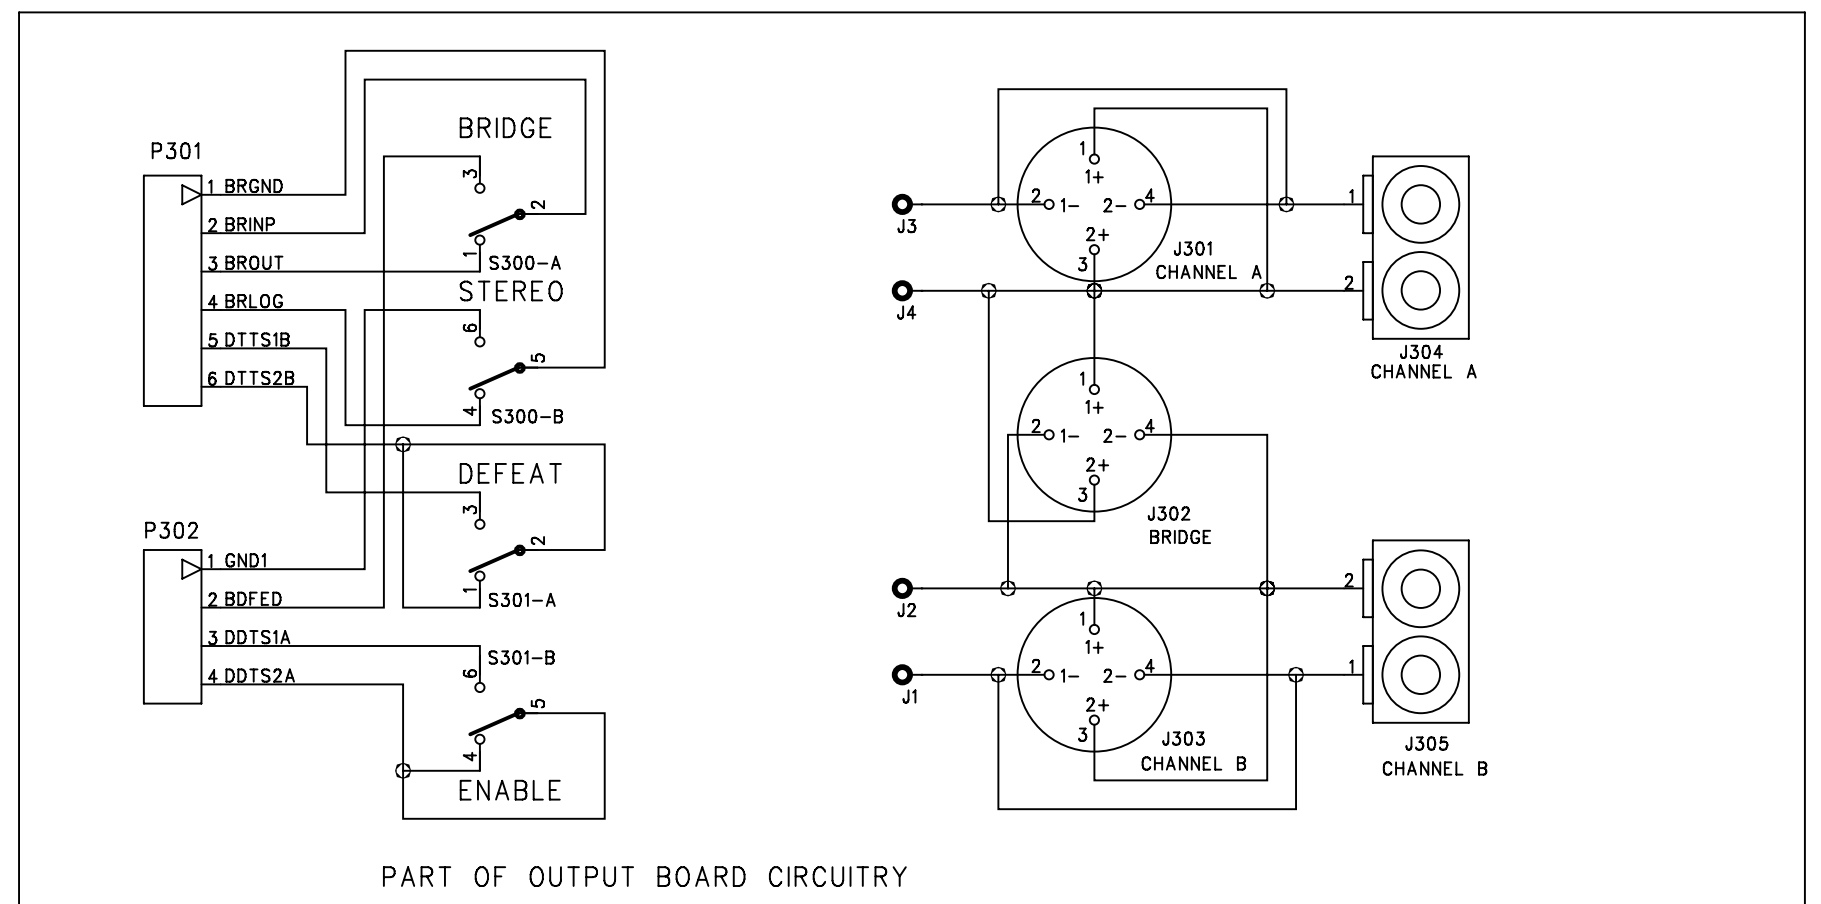 P301
1 BRGND
2 BRINP
3 BROUT
4 BRLOG
5 DTTS1B
6 DTTS2B
BRIDGE
3
2
1
S300-A
STEREO
6
5
4
S300-B
DEFEAT
3
2
1
S301-A
P302
1 GND1
2 BDFED
3 DDTS1A
4 DDTS2A
S301-B
6
5
4
ENABLE
J3
J4
1
1+
2
1-
2-
4
2+
3
J301
CHANNEL A
1
2
J304
CHANNEL A
1
1+
2
1-
2-
4
2+
3
J302
BRIDGE
J2
J1
1
1+
2
1-
2-
4
2+
3
J303
CHANNEL B
2
1
J305
CHANNEL B
PART OF OUTPUT BOARD CIRCUITRY